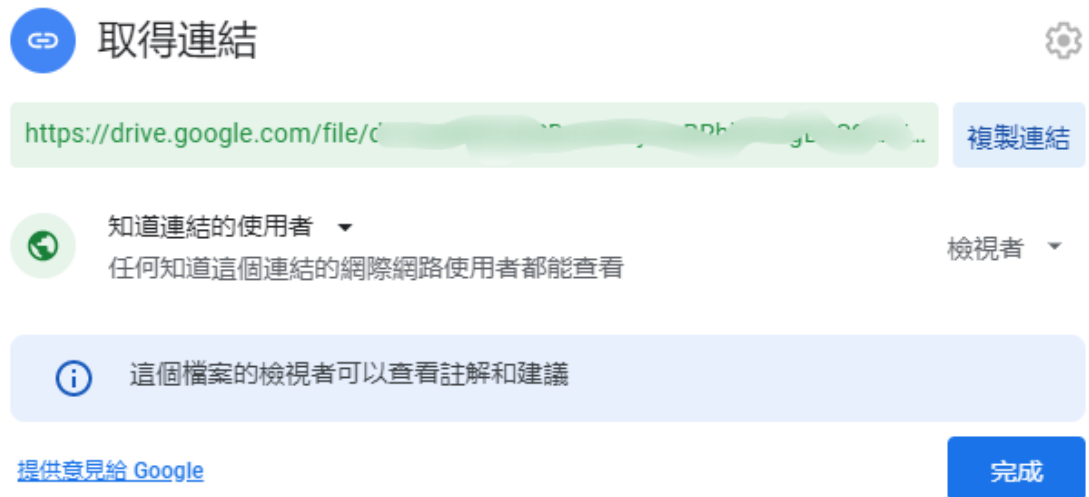 取得連結
https://drive.google.com/file/
複製連結
知道連結的使用者
任何知道這個連結的網際網路使用者都能查看
檢視者
這個檔案的檢視者可以查看註解和建議
提供意見給 Google
完成